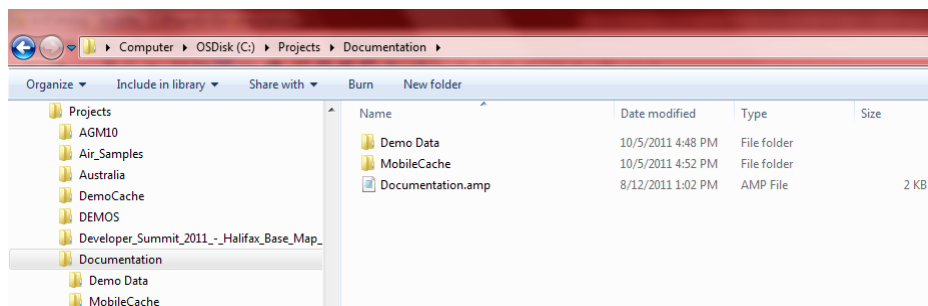 Computer OSDisk (C:) Projects Documentation
Organize Include in library Share with Burn New folder
Projects
AGM10
Air_Samples
Australia
DemoCache
DEMOS
Developer_Summit_2011_-_Halifax_Base_Map_
Documentation
Demo Data
MobileCache
Name Date modified Type Size
Demo Data 10/5/2011 4:48 PM File folder
MobileCache 10/5/2011 4:52 PM File folder
Documentation.amp 8/12/2011 1:02 PM AMP File 2 KB